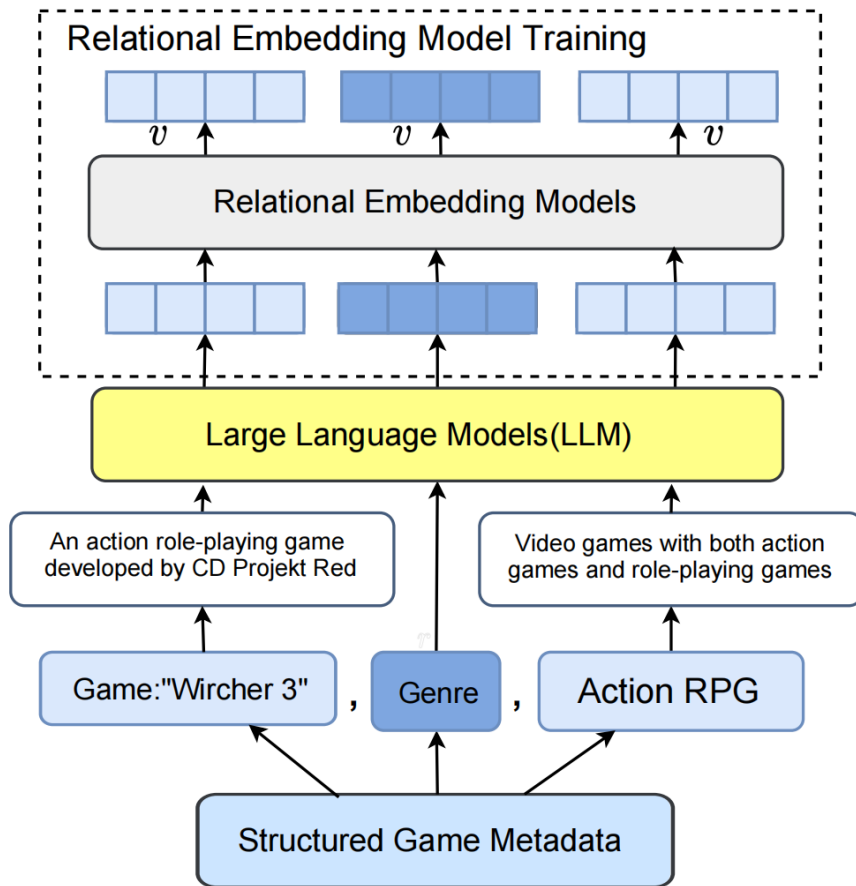 Relational Embedding Model Training
v v v
Relational Embedding Models
Large Language Models(LLM)
An action role-playing game
developed by CD Projekt Red
Video games with both action
games and role-playing games
r
Game:"Wircher 3" , Genre , Action RPG
Structured Game Metadata